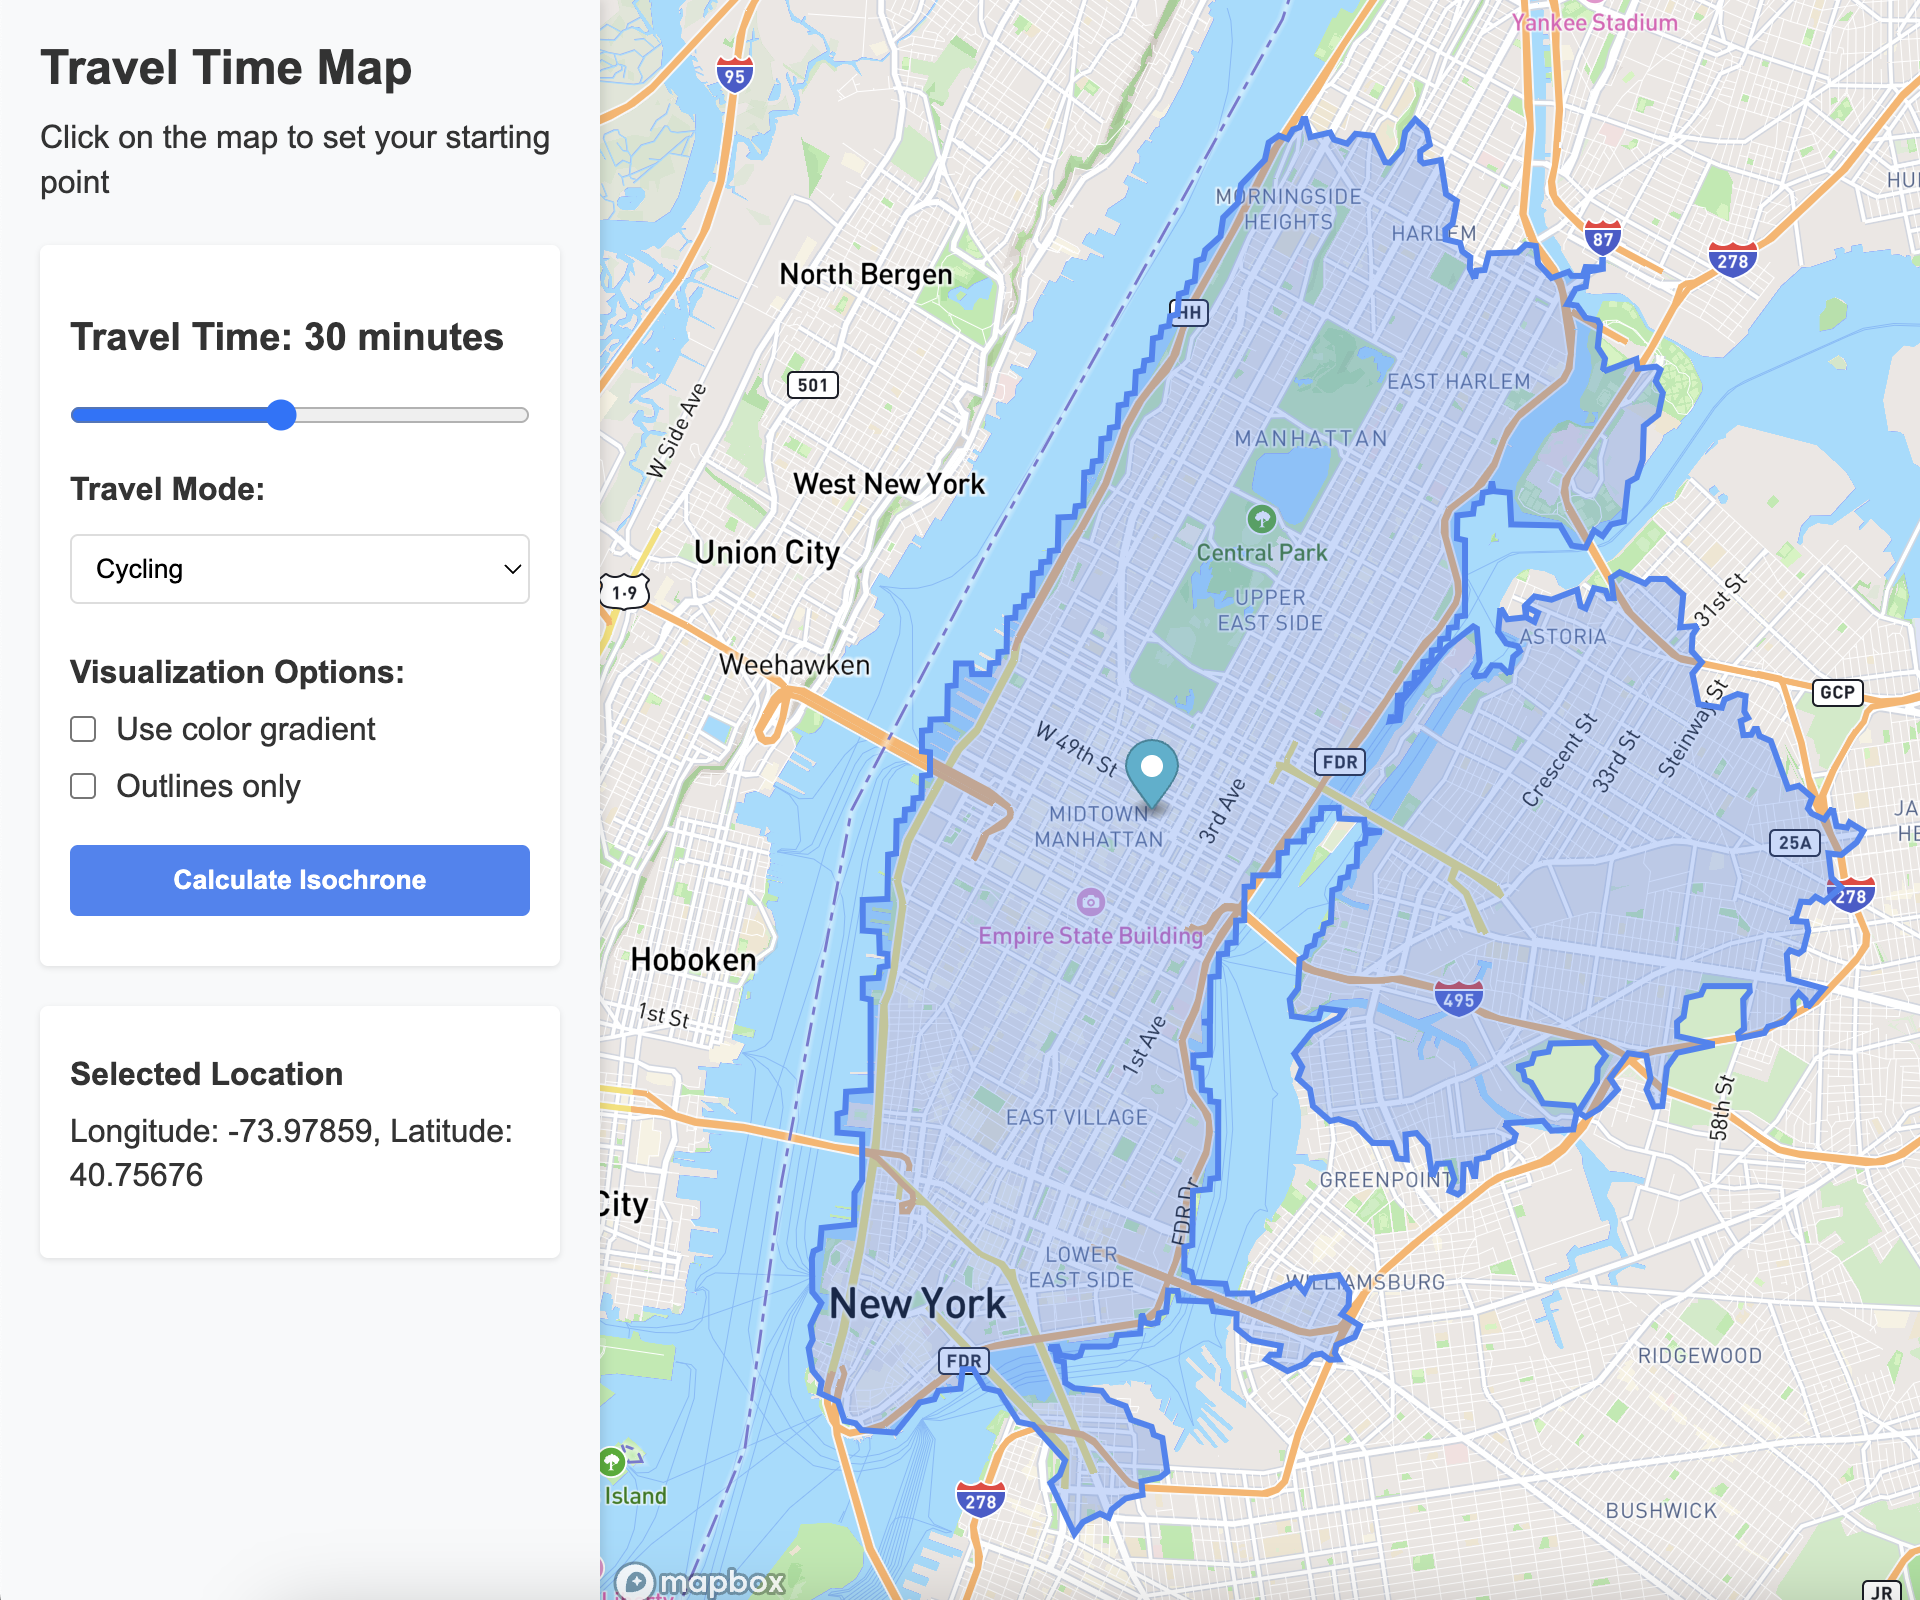 Travel Time Map
Click on the map to set your starting
point
Travel Time: 30 minutes
Travel Mode:
Cycling
Visualization Options:
Use color gradient
Outlines only
Calculate Isochrone
Selected Location
Longitude: -73.97859, Latitude:
40.75676
Yankee Stadium
95
MORNINGSIDE
HEIGHTS
HARLEM
87
278
HU
North Bergen
HH
501
W Side Ave
EAST HARLEM
MANHATTAN
West New York
Central Park
Union City
1·9
UPPER
EAST SIDE
31st St
ASTORIA
Weehawken
GCP
Steinway St
Crescent St
33rd St
W 49th St
FDR
3rd Ave
MIDTOWN
MANHATTAN
JA
HE
25A
278
Empire State Building
Hoboken
1st St
495
1st Ave
58th St
EAST VILLAGE
GREENPOINT
City
FDR Dr
LOWER
EAST SIDE
WILLIAMSBURG
New York
FDR
RIDGEWOOD
Island
278
BUSHWICK
mapbox
JR